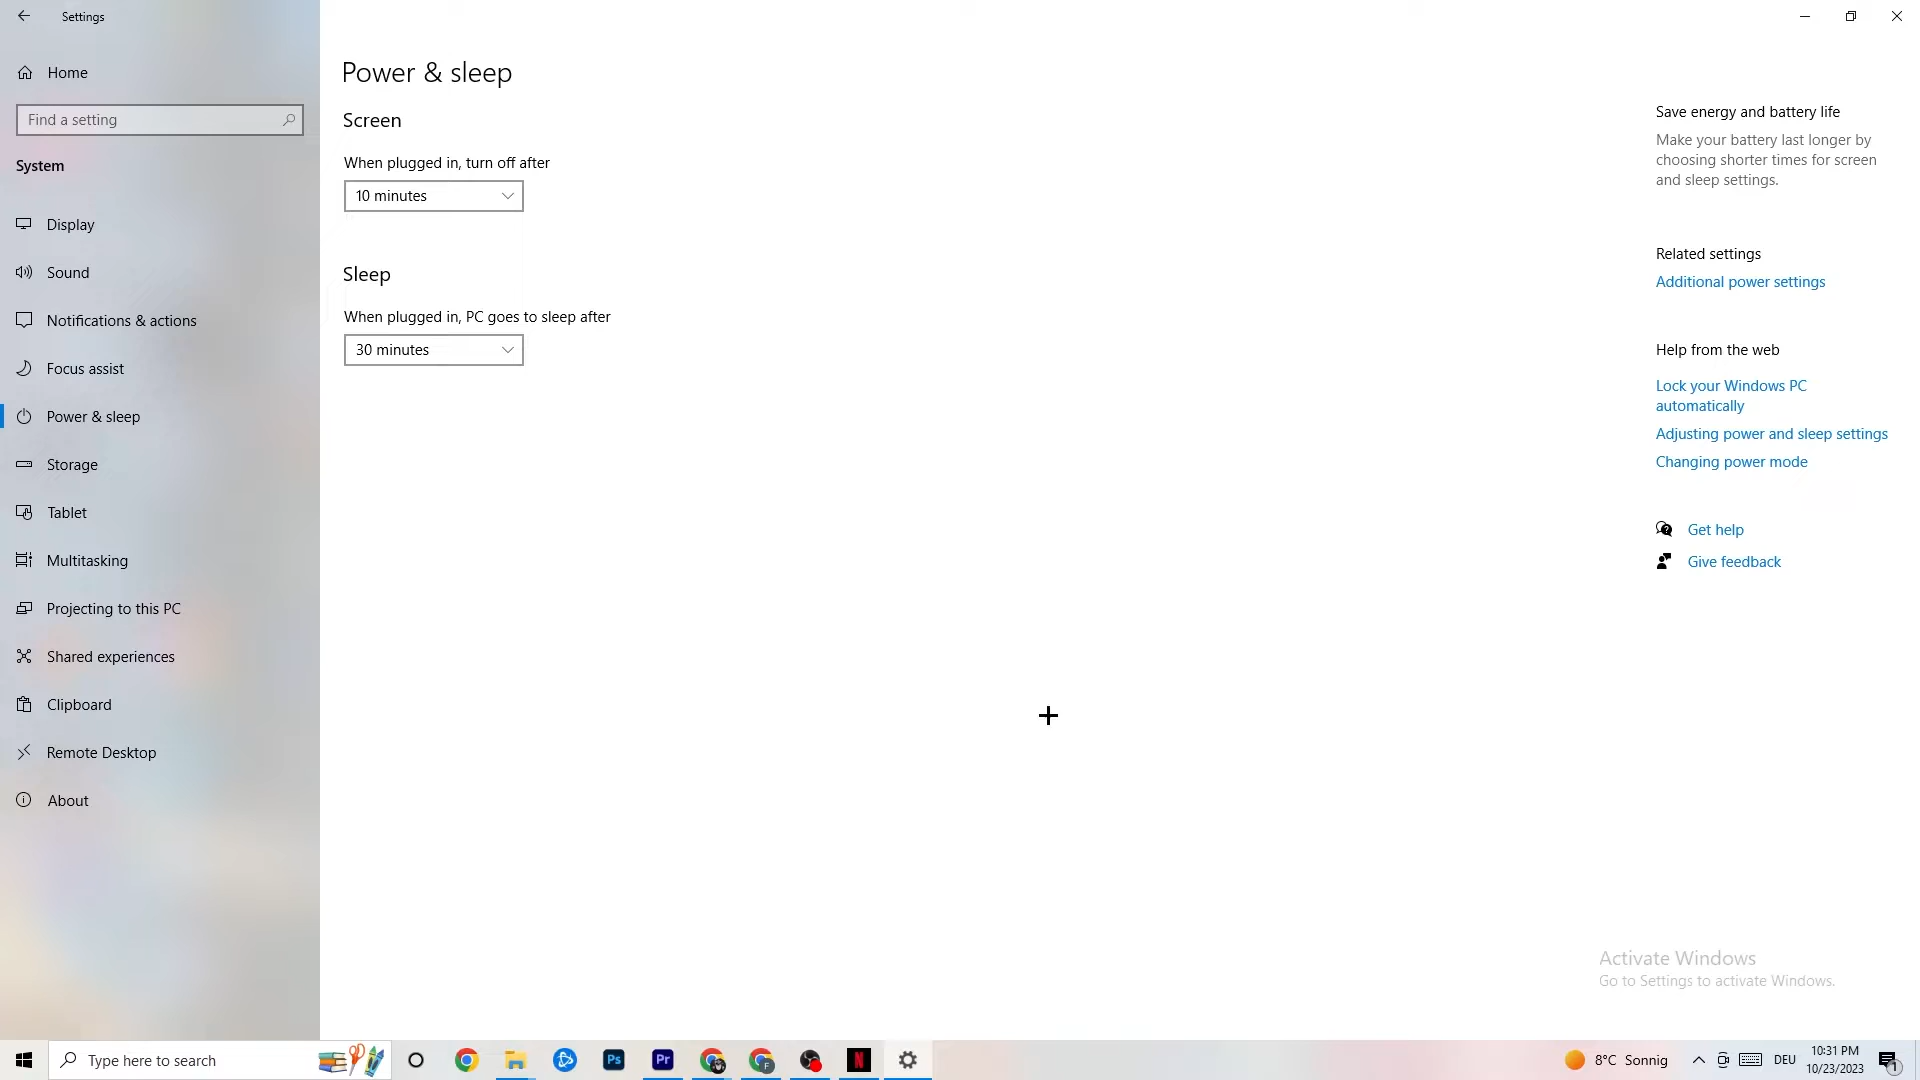 Settings
Home
Find a setting
System
Display
Sound
Notifications & actions
Focus assist
Power & sleep
Storage
Tablet
Multitasking
Projecting to this PC
Shared experiences
Clipboard
Remote Desktop
About
Power & sleep
Screen
When plugged in, turn off after
10 minutes
Sleep
When plugged in, PC goes to sleep after
30 minutes
Save energy and battery life
Make your battery last longer by
choosing shorter times for screen
and sleep settings.
Related settings
Additional power settings
Help from the web
Lock your Windows PC
automatically
Adjusting power and sleep settings
Changing power mode
Get help
Give feedback
Activate Windows
Go to Settings to activate Windows.
Type here to search
Ps
Pr
F
N
8°C Sonnig
DEU
10:31 PM
10/23/2023
1